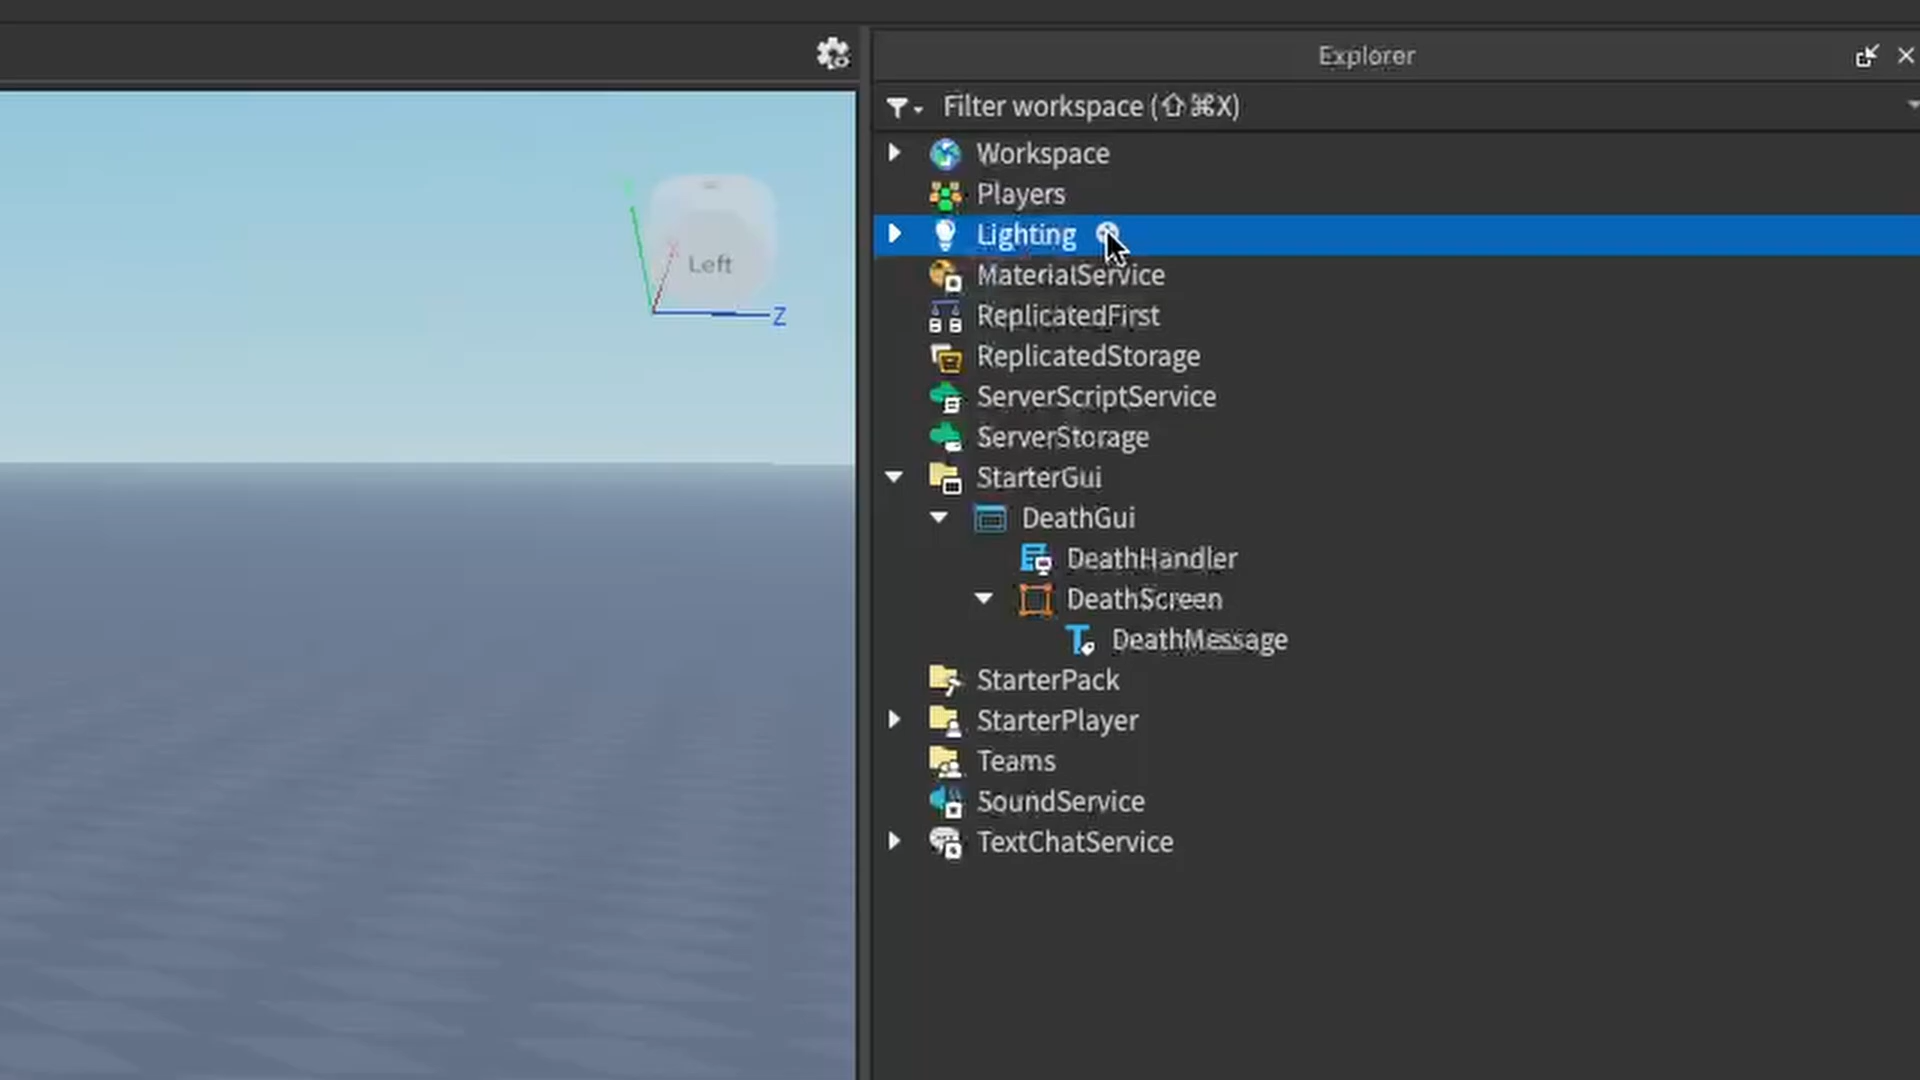 Explorer
Filter workspace (⇧⌘X)
Workspace
Players
Lighting
MaterialService
ReplicatedFirst
ReplicatedStorage
ServerScriptService
ServerStorage
StarterGui
DeathGui
DeathHandler
DeathScreen
DeathMessage
StarterPack
StarterPlayer
Teams
SoundService
TextChatService
Left
Z